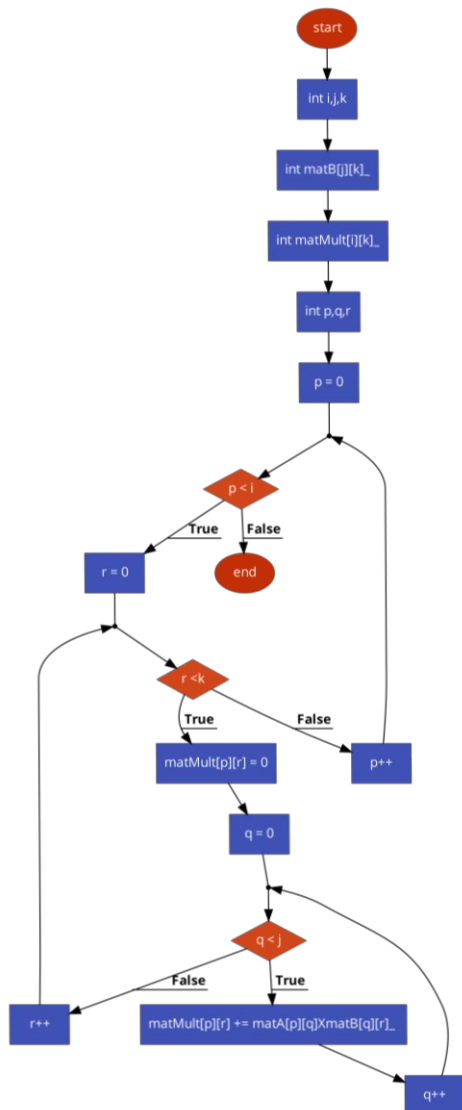 start
int i,j,k
int matB[j][k]_
int matMult[i][k]_
int p,q,r
p = 0
p < i
True
False
r = 0
end
r <k
True
False
matMult[p][r] = 0
p++
q = 0
q < j
False
True
r++
matMult[p][r] += matA[p][q]XmatB[q][r]_
q++